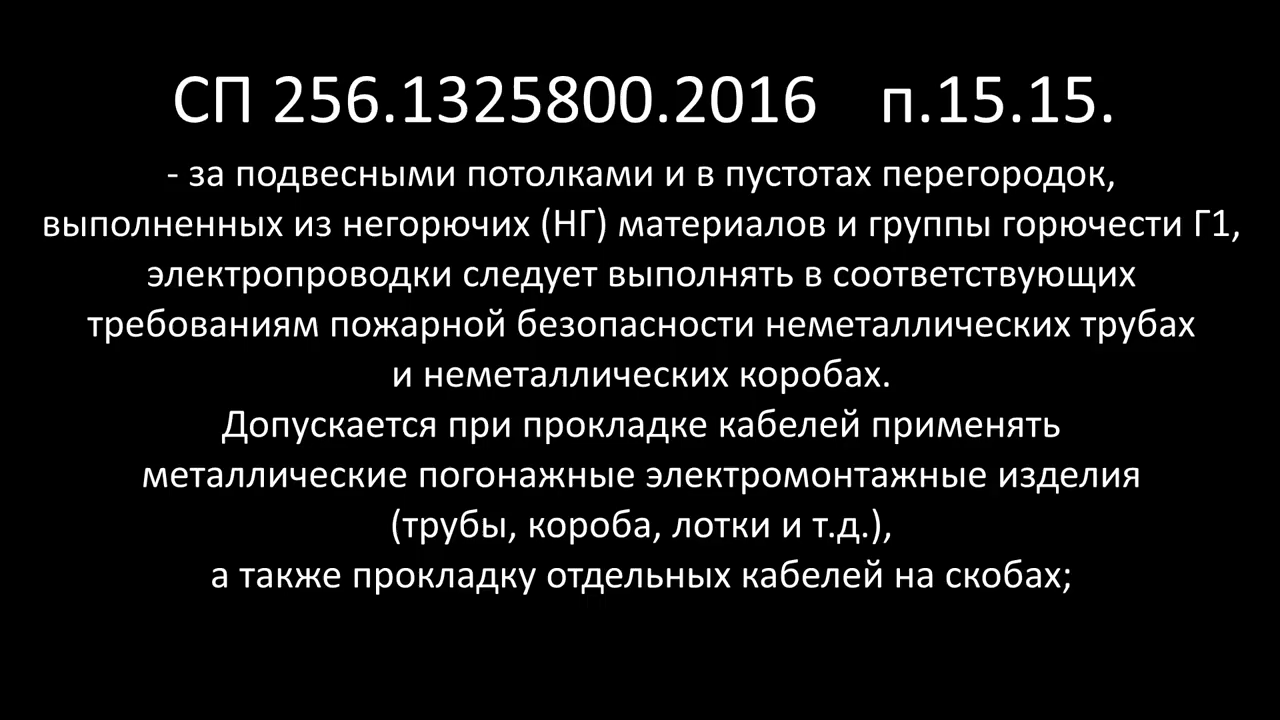 СП 256.1325800.2016 п.15.15.
- за подвесными потолками и в пустотах перегородок,
выполненных из негорючих (НГ) материалов и группы горючести Г1,
электропроводки следует выполнять в соответствующих
требованиям пожарной безопасности неметаллических трубах
и неметаллических коробах.
Допускается при прокладке кабелей применять
металлические погонажные электромонтажные изделия
(трубы, короба, лотки и т.д.),
а также прокладку отдельных кабелей на скобах;